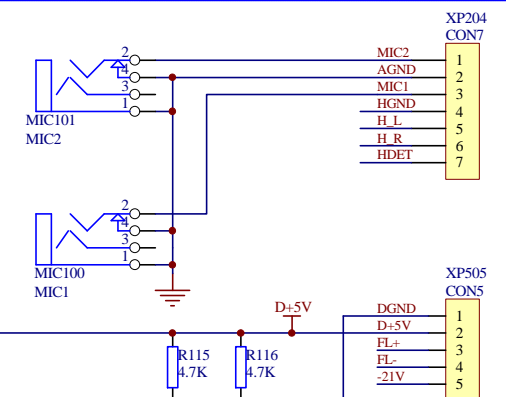 XP204
CON7
MIC2 1
AGND 2
MIC1 3
HGND 4
H_L 5
H_R 6
HDET 7
2
4
3
1
MIC101
MIC2
2
4
3
1
MIC100
MIC1
XP505
CON5
DGND 1
D+5V 2
FL+ 3
FL- 4
-21V 5
D+5V
R115
4.7K
R116
4.7K